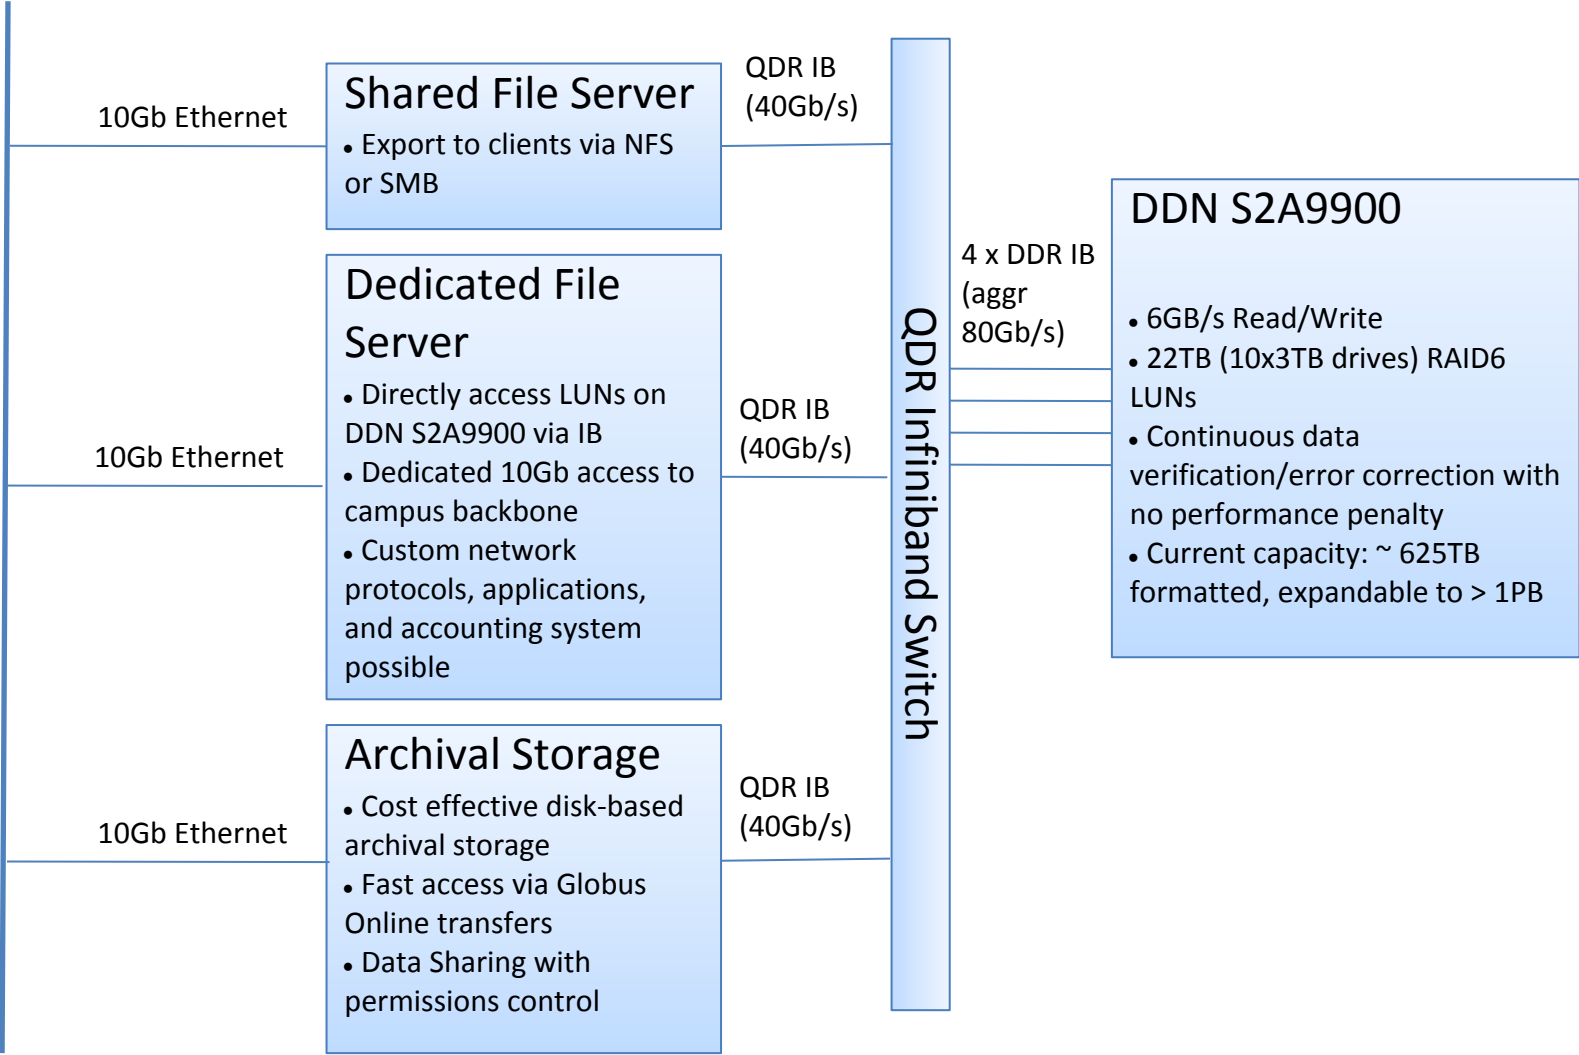 10Gb Ethernet
Shared File Server
• Export to clients via NFS
or SMB
QDR IB
(40Gb/s)
10Gb Ethernet
Dedicated File
Server
• Directly access LUNs on
DDN S2A9900 via IB
• Dedicated 10Gb access to
campus backbone
• Custom network
protocols, applications,
and accounting system
possible
QDR IB
(40Gb/s)
10Gb Ethernet
Archival Storage
• Cost effective disk-based
archival storage
• Fast access via Globus
Online transfers
• Data Sharing with
permissions control
QDR IB
(40Gb/s)
QDR Infiniband Switch
4 x DDR IB
(aggr
80Gb/s)
DDN S2A9900
• 6GB/s Read/Write
• 22TB (10x3TB drives) RAID6
LUNs
• Continuous data
verification/error correction with
no performance penalty
• Current capacity: ~ 625TB
formatted, expandable to > 1PB